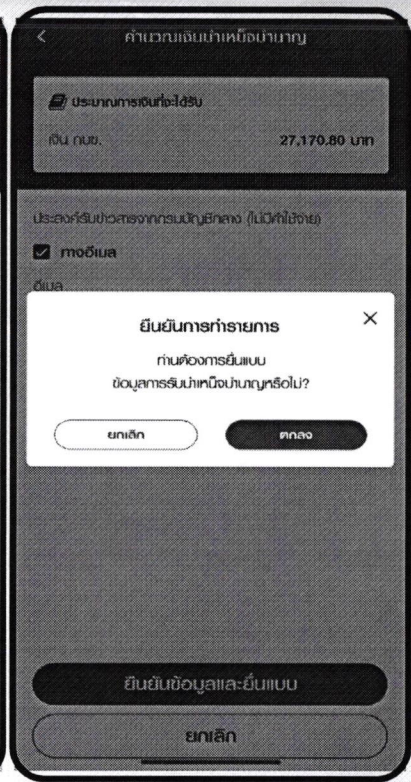 คำนวณเงินบำเหน็จบำนาญ
ประมาณการเงินที่จะได้รับ
เงิน กบข. 27,170.80 บาท
ประสงค์รับข่าวสารจากกรมบัญชีกลาง (ไม่มีค่าใช้จ่าย)
ทางอีเมล
อีเมล
ยืนยันการทำรายการ
ท่านต้องการยื่นแบบ
ข้อมูลการรับบำเหน็จบำนาญหรือไม่?
ยกเลิก ตกลง
ยืนยันข้อมูลและยื่นแบบ
ยกเลิก